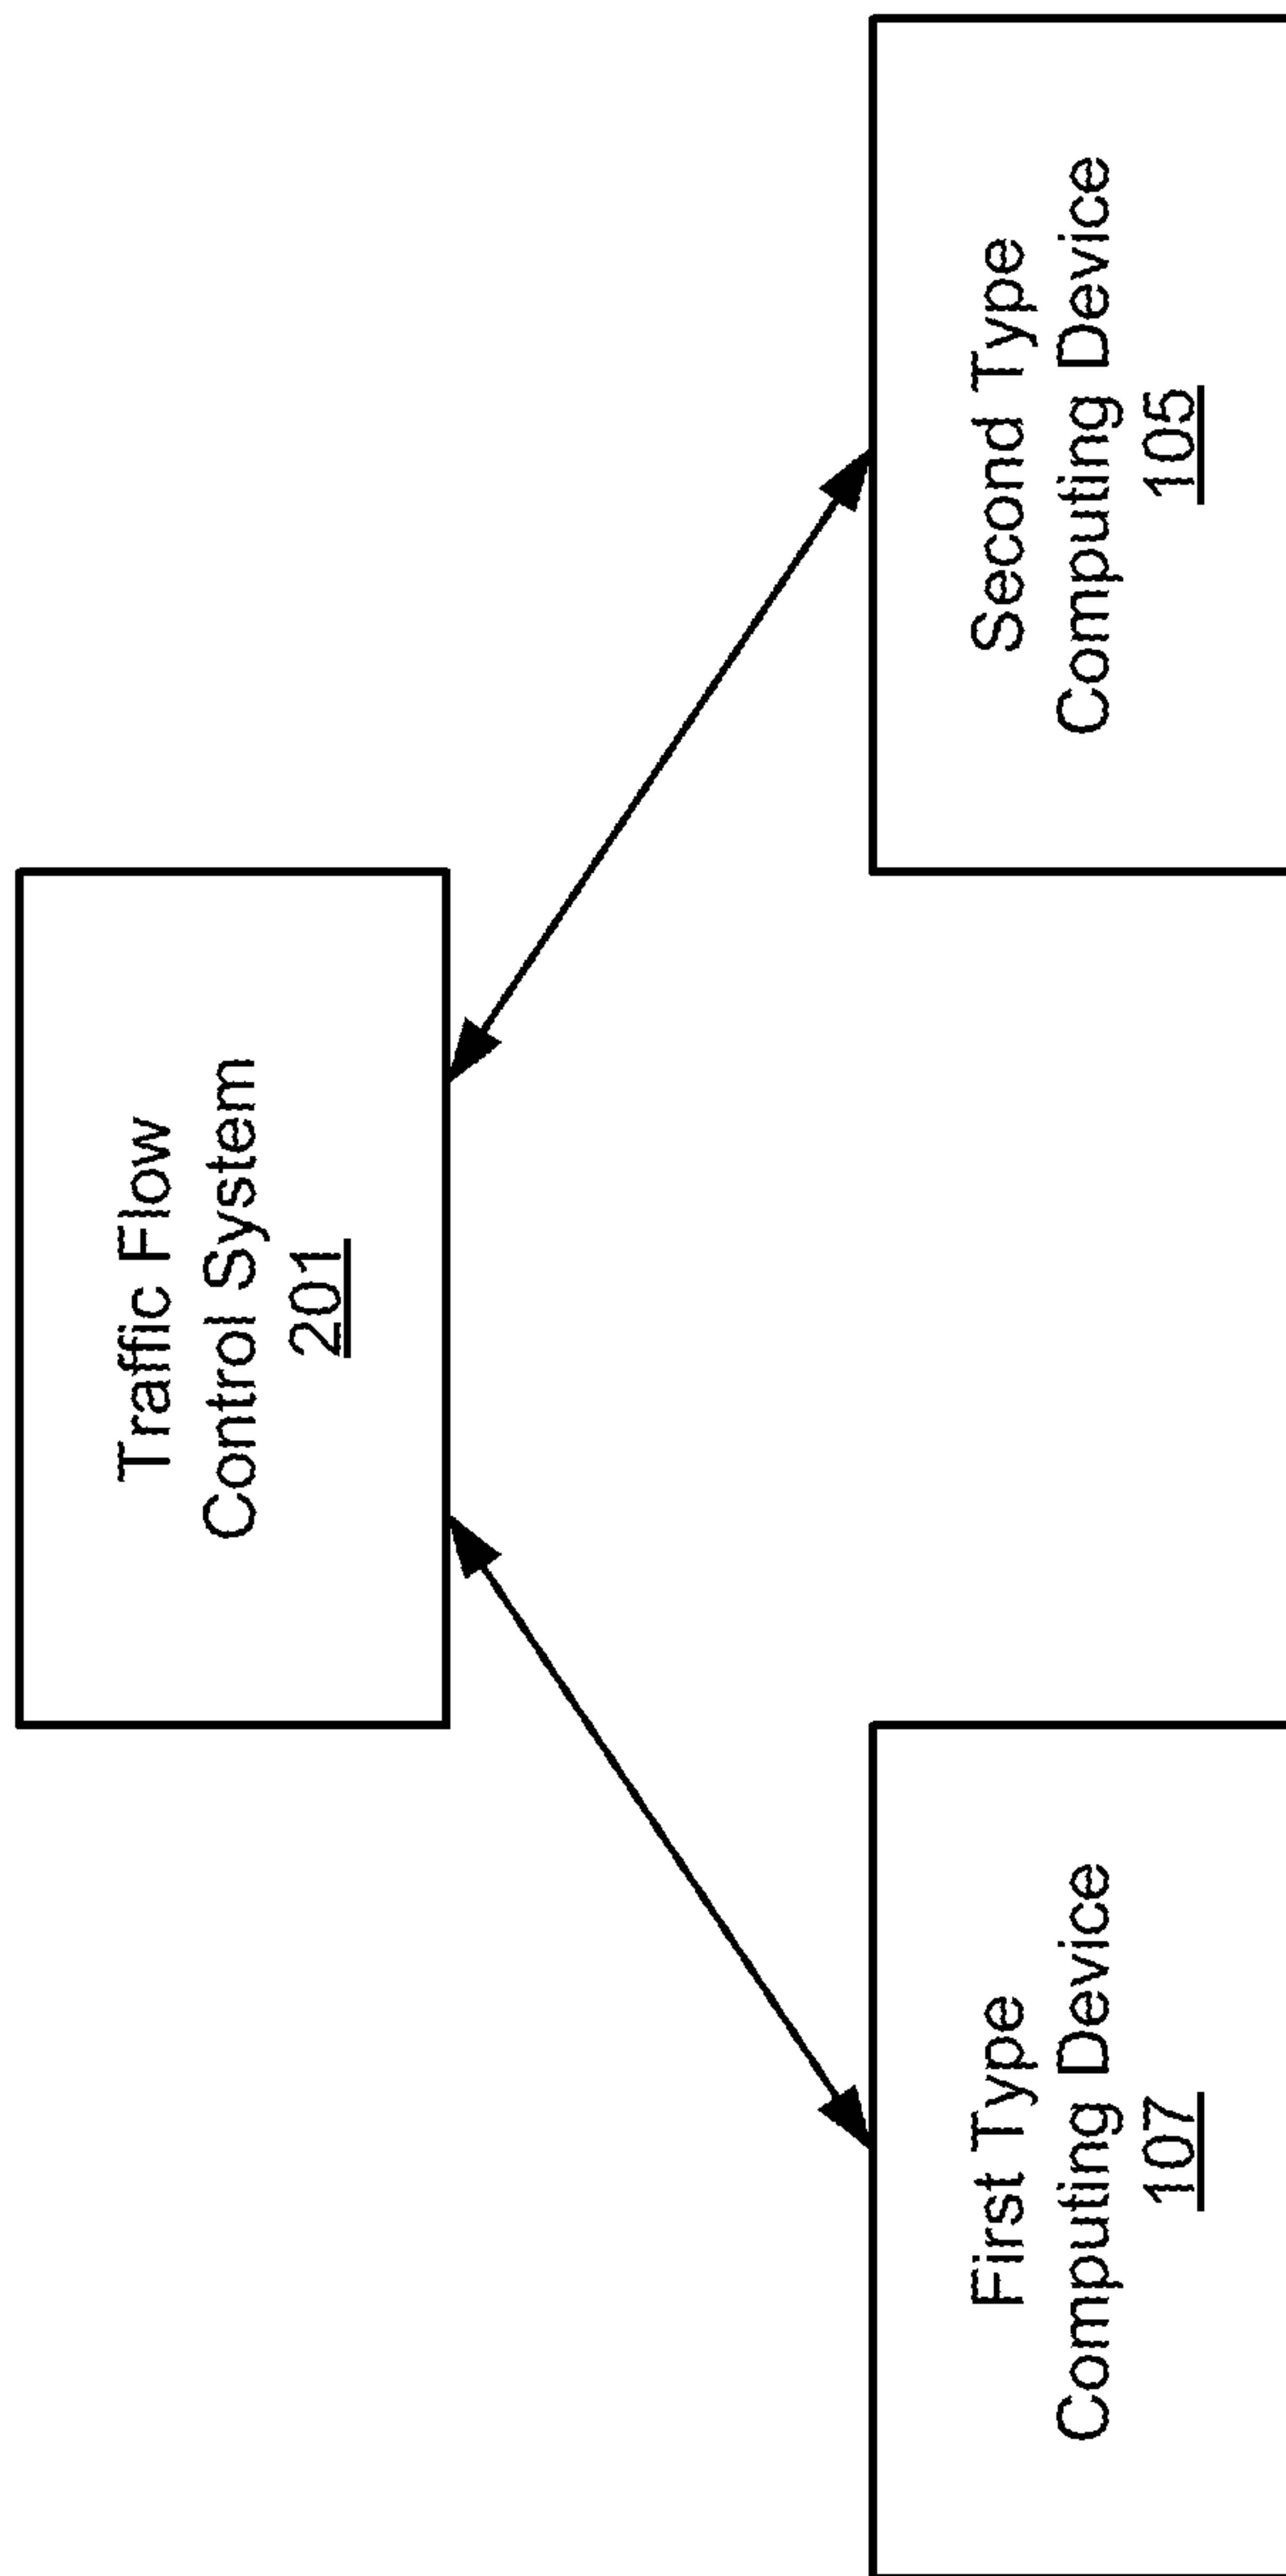 Traffic Flow
Control System
201
First Type
Computing Device
107
Second Type
Computing Device
105